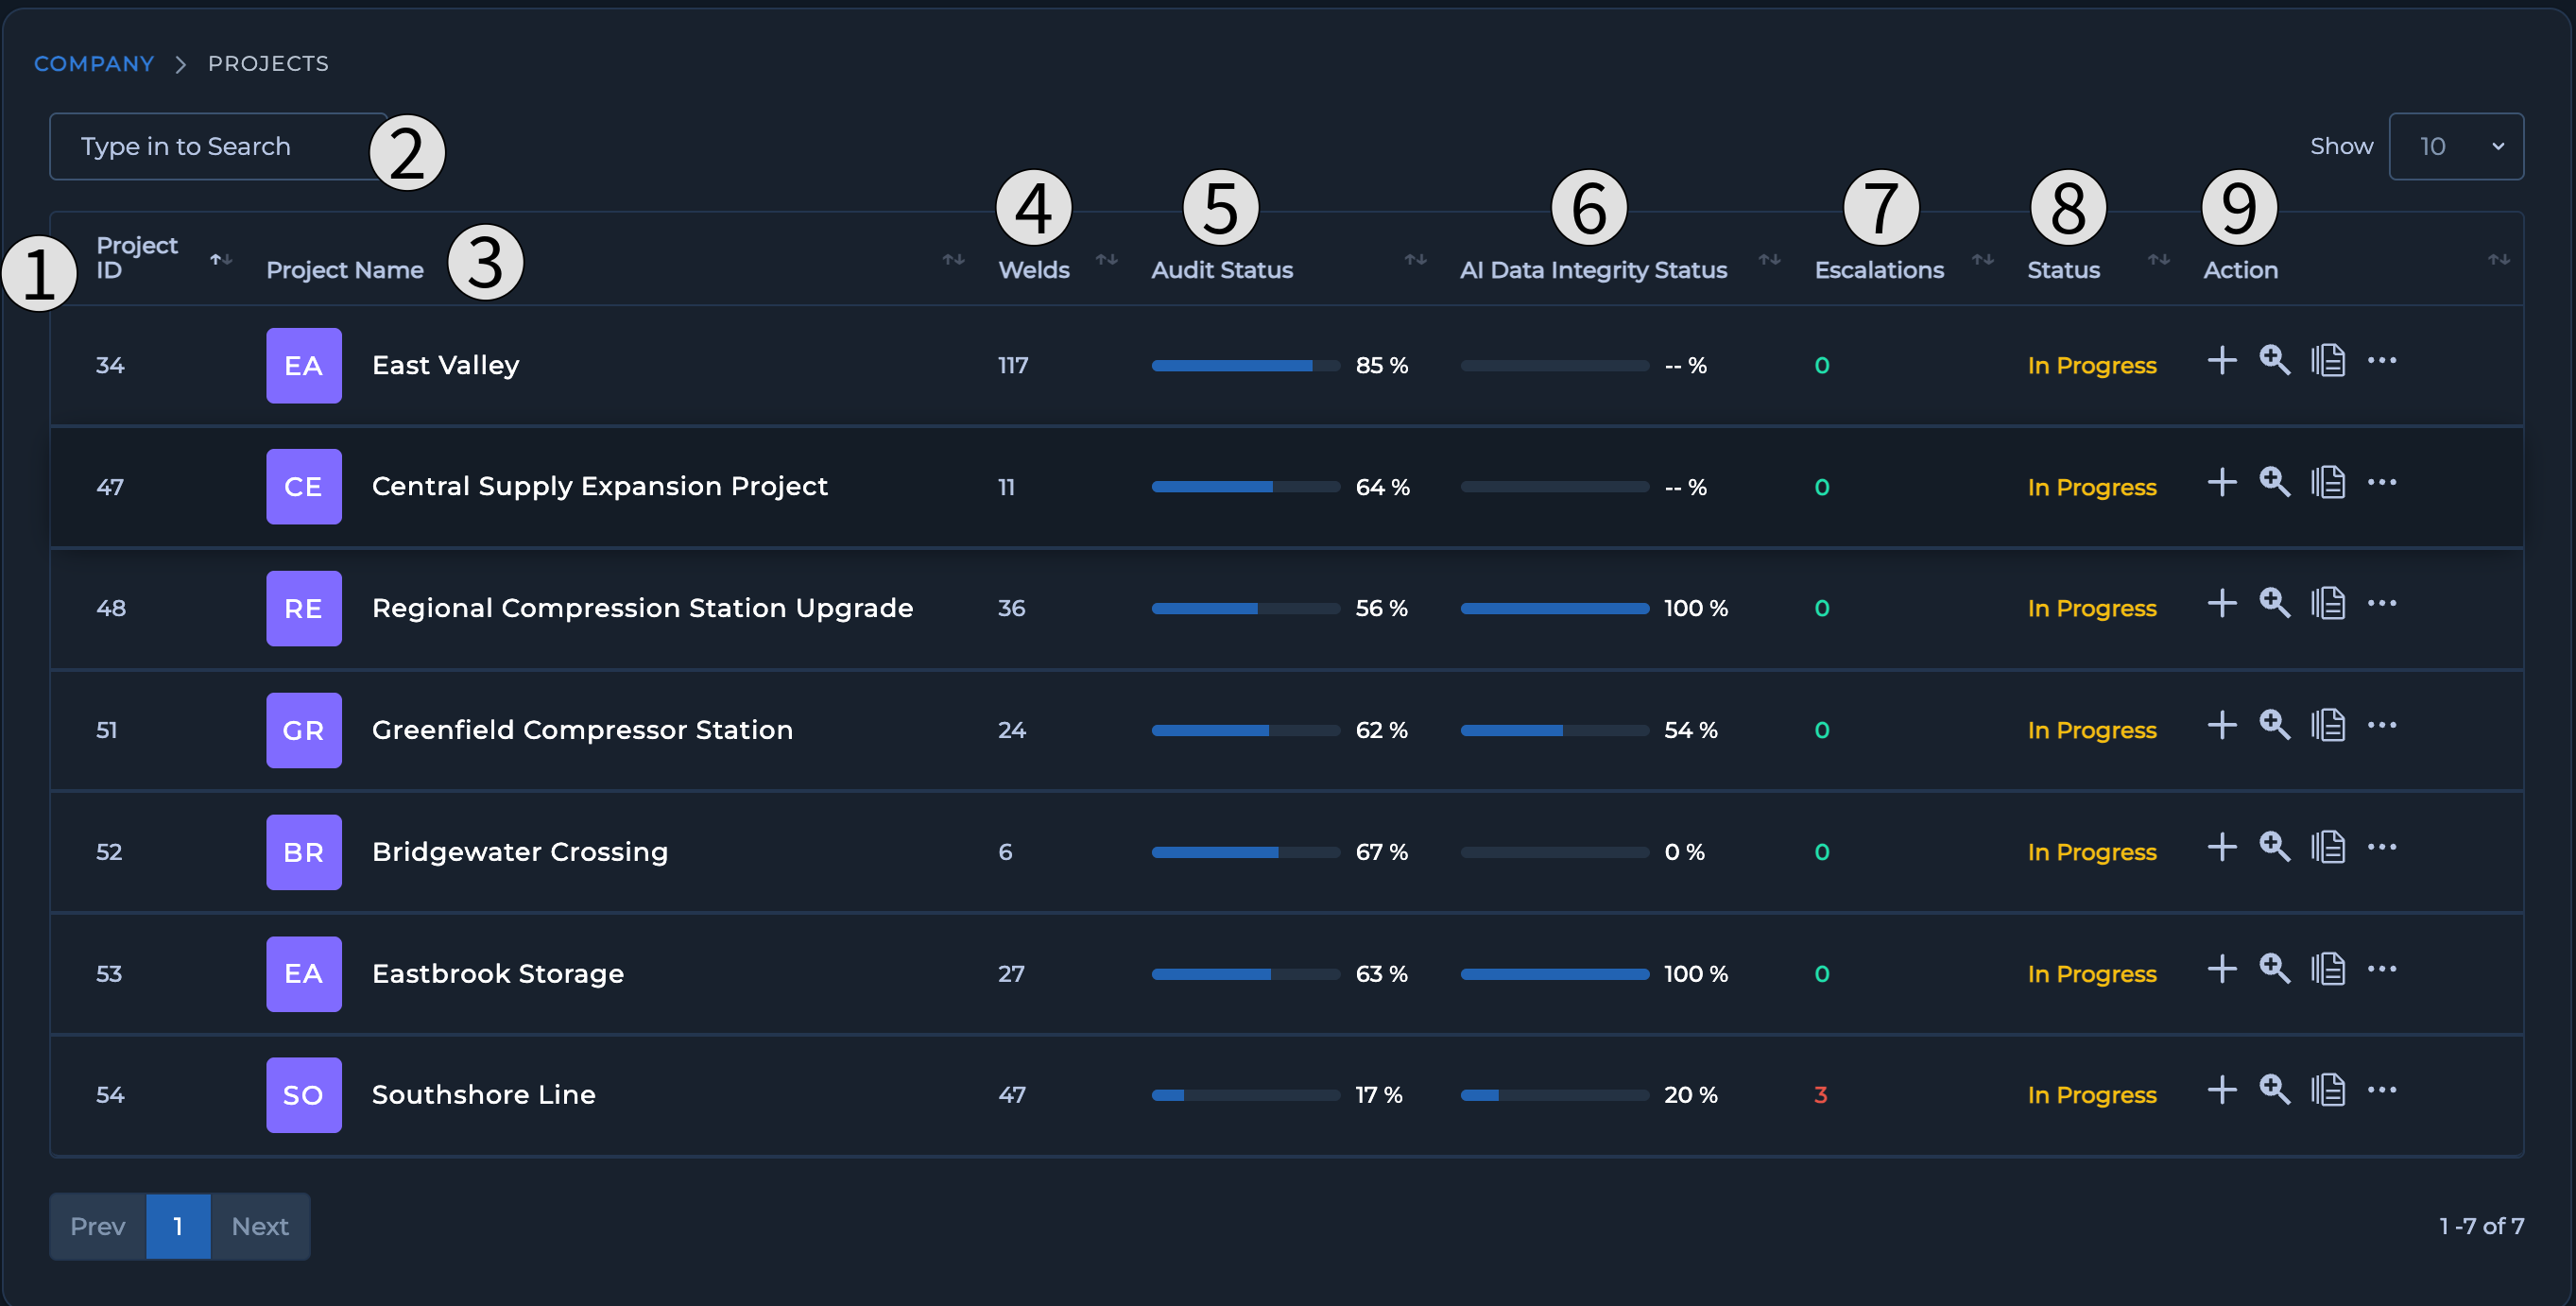 COMPANY > PROJECTS
Type in to Search 2 Show 10
1 Project ID Project Name 3 4 Welds 5 Audit Status 6 AI Data Integrity Status 7 Escalations 8 Status 9 Action
34 EA East Valley 117 85 % -- % 0 In Progress
47 CE Central Supply Expansion Project 11 64 % -- % 0 In Progress
48 RE Regional Compression Station Upgrade 36 56 % 100 % 0 In Progress
51 GR Greenfield Compressor Station 24 62 % 54 % 0 In Progress
52 BR Bridgewater Crossing 6 67 % 0 % 0 In Progress
53 EA Eastbrook Storage 27 63 % 100 % 0 In Progress
54 SO Southshore Line 47 17 % 20 % 3 In Progress
Prev 1 Next 1 -7 of 7